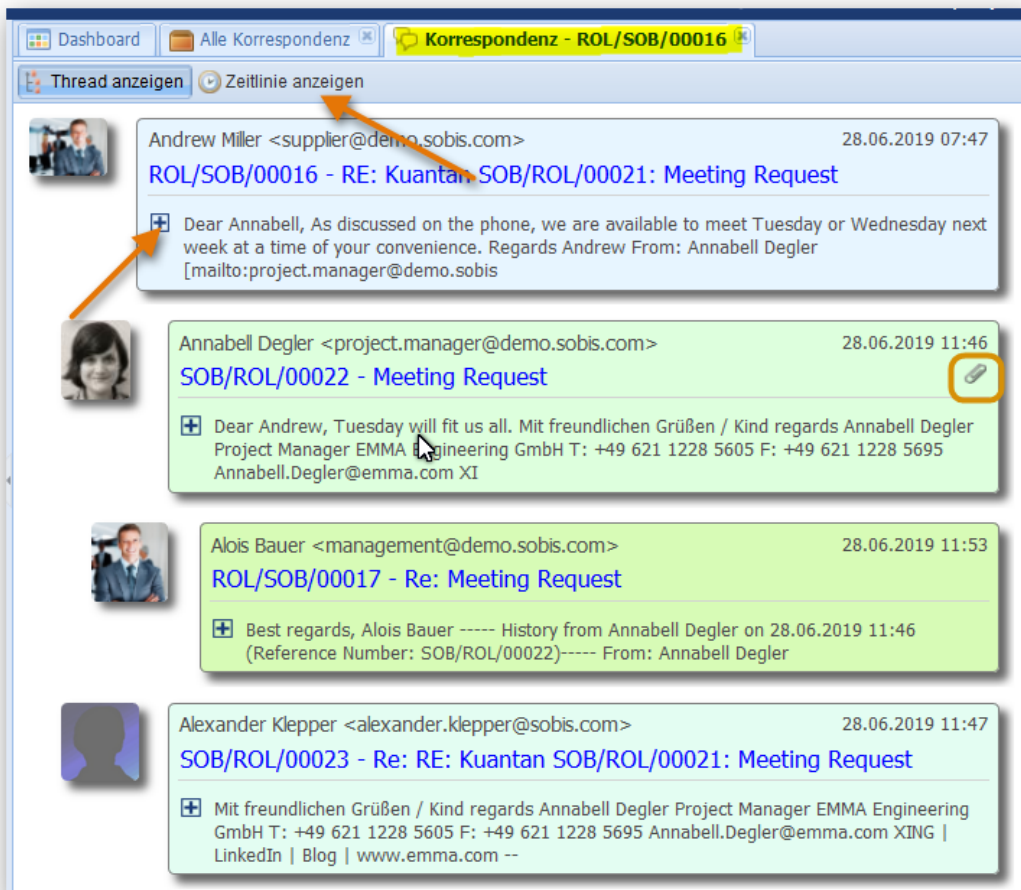 Dashboard Alle Korrespondenz Korrespondenz - ROL/SOB/00016
Thread anzeigen Zeitlinie anzeigen
Andrew Miller <supplier@demo.sobis.com> 28.06.2019 07:47
ROL/SOB/00016 - RE: Kuantan SOB/ROL/00021: Meeting Request
Dear Annabell, As discussed on the phone, we are available to meet Tuesday or Wednesday next
week at a time of your convenience. Regards Andrew From: Annabell Degler
[mailto:project.manager@demo.sobis
Annabell Degler <project.manager@demo.sobis.com> 28.06.2019 11:46
SOB/ROL/00022 - Meeting Request
Dear Andrew, Tuesday will fit us all. Mit freundlichen Grüßen / Kind regards Annabell Degler
Project Manager EMMA Engineering GmbH T: +49 621 1228 5605 F: +49 621 1228 5695
Annabell.Degler@emma.com XI
Alois Bauer <management@demo.sobis.com> 28.06.2019 11:53
ROL/SOB/00017 - Re: Meeting Request
Best regards, Alois Bauer ----- History from Annabell Degler on 28.06.2019 11:46
(Reference Number: SOB/ROL/00022)----- From: Annabell Degler
Alexander Klepper <alexander.klepper@sobis.com> 28.06.2019 11:47
SOB/ROL/00023 - Re: RE: Kuantan SOB/ROL/00021: Meeting Request
Mit freundlichen Grüßen / Kind regards Annabell Degler Project Manager EMMA Engineering
GmbH T: +49 621 1228 5605 F: +49 621 1228 5695 Annabell.Degler@emma.com XING |
LinkedIn | Blog | www.emma.com --